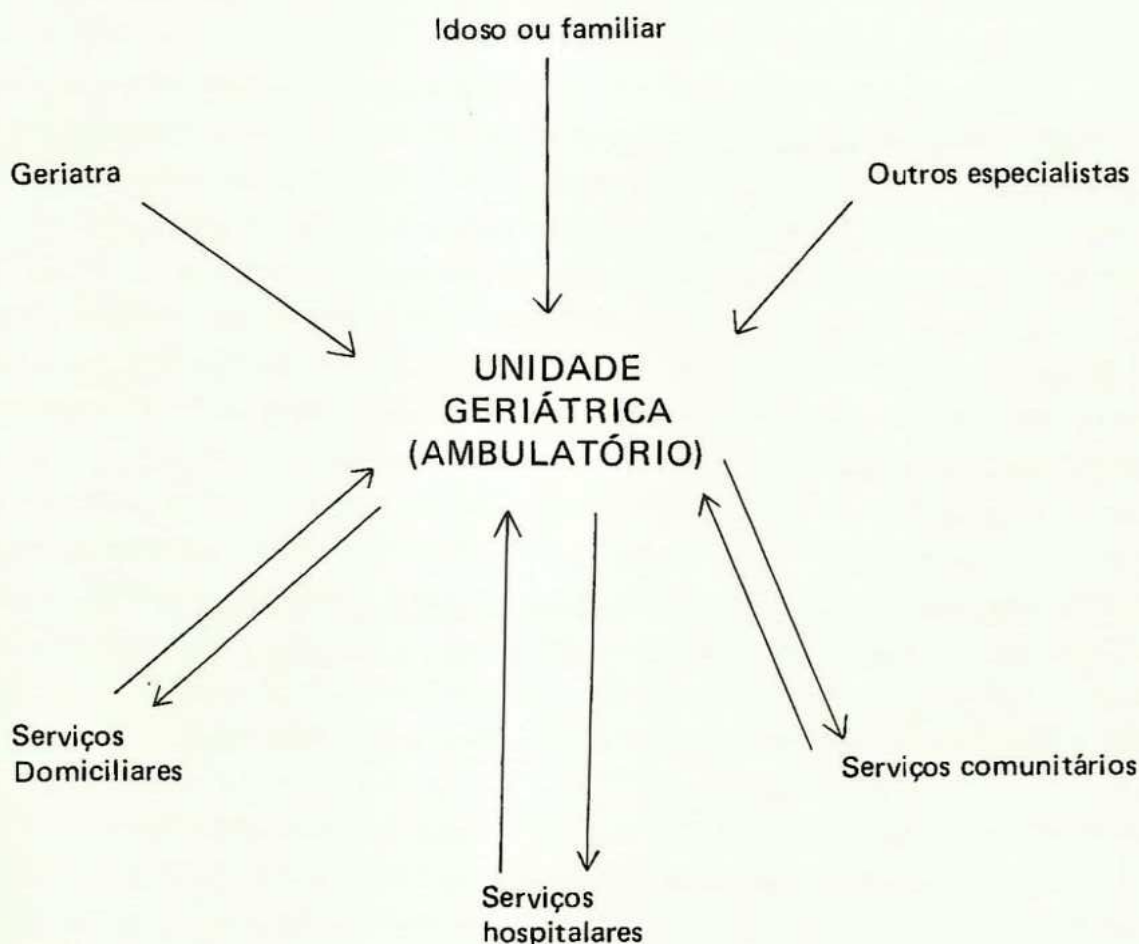 Idoso ou familiar
Geriatra
Outros especialistas
UNIDADE
GERIÁTRICA
(AMBULATÓRIO)
Serviços
Domiciliares
Serviços comunitários
Serviços
hospitalares